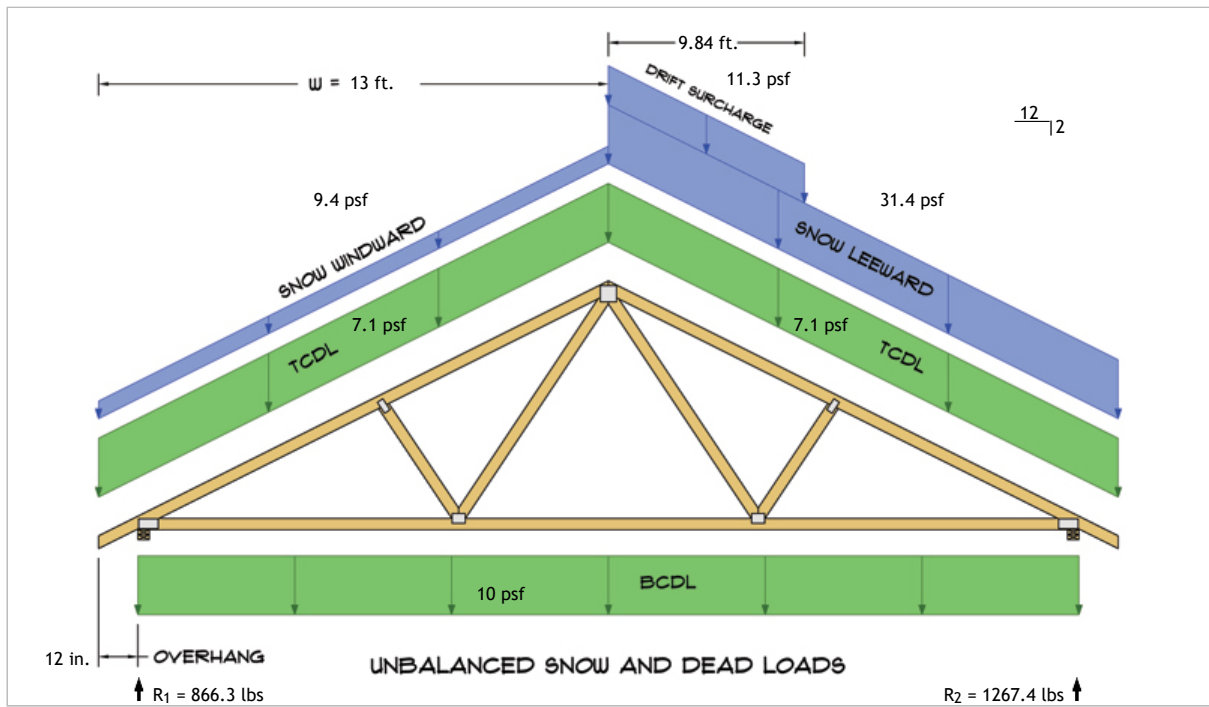 9.84 ft.
W = 13 ft.
DRIFT SURCHARGE
11.3 psf
12
2
9.4 psf
31.4 psf
SNOW WINDWARD
SNOW LEEWARD
7.1 psf
7.1 psf
TCDL
TCDL
10 psf
BCDL
12 in.
OVERHANG
UNBALANCED SNOW AND DEAD LOADS
R1 = 866.3 lbs
R2 = 1267.4 lbs